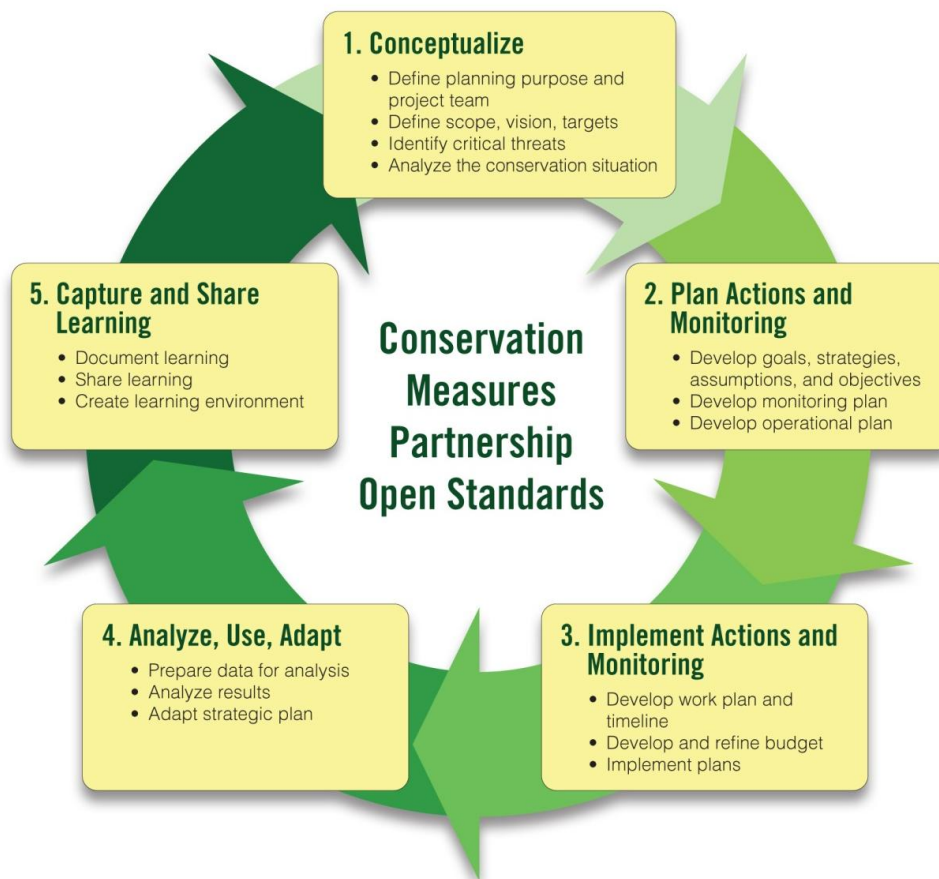 1. Conceptualize
• Define planning purpose and
project team
• Define scope, vision, targets
• Identify critical threats
• Analyze the conservation situation
2. Plan Actions and
Monitoring
• Develop goals, strategies,
assumptions, and objectives
• Develop monitoring plan
• Develop operational plan
3. Implement Actions and
Monitoring
• Develop work plan and
timeline
• Develop and refine budget
• Implement plans
4. Analyze, Use, Adapt
• Prepare data for analysis
• Analyze results
• Adapt strategic plan
5. Capture and Share
Learning
• Document learning
• Share learning
• Create learning environment
Conservation
Measures
Partnership
Open Standards